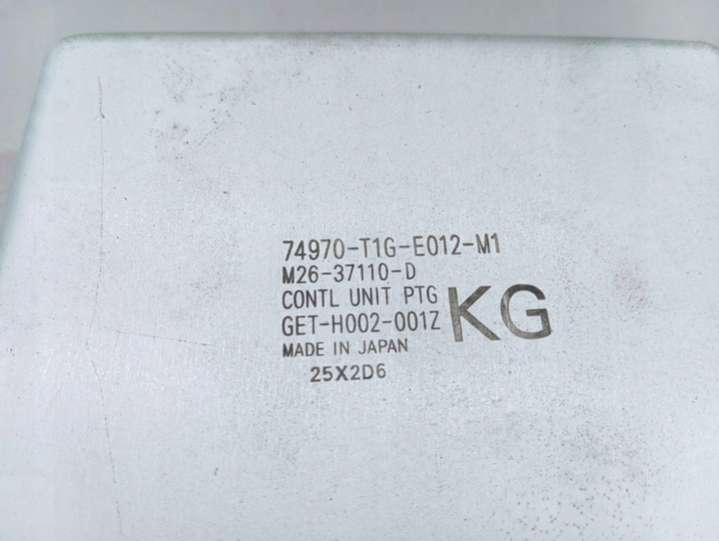 74970-T1G-E012-M1
M26-37110-D
CONTL UNIT PTG
GET-H002-001Z
KG
MADE IN JAPAN
25X2D6